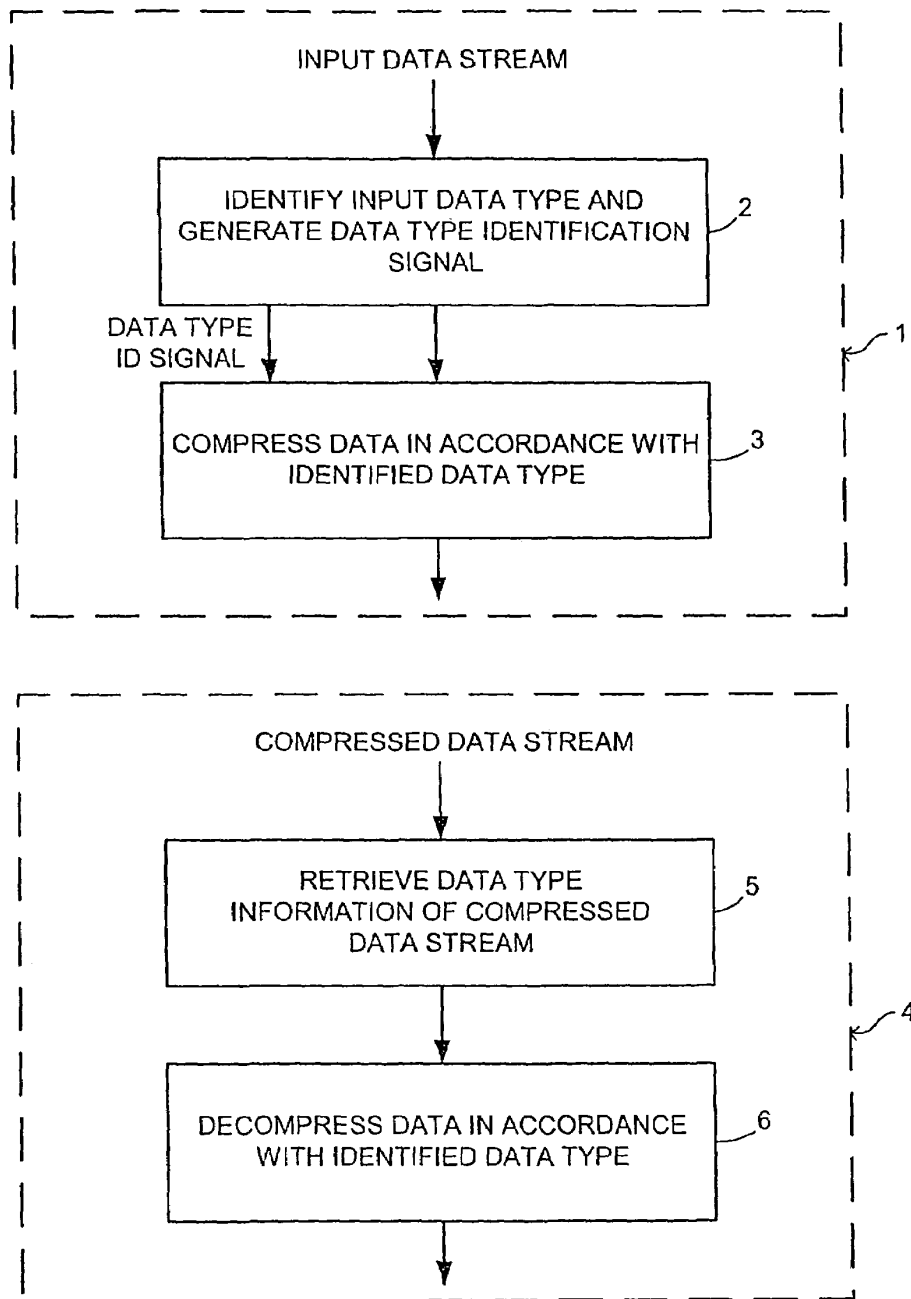 INPUT DATA STREAM
IDENTIFY INPUT DATA TYPE AND
GENERATE DATA TYPE IDENTIFICATION
SIGNAL
2
DATA TYPE
ID SIGNAL
1
COMPRESS DATA IN ACCORDANCE WITH
IDENTIFIED DATA TYPE
3
COMPRESSED DATA STREAM
RETRIEVE DATA TYPE
INFORMATION OF COMPRESSED
DATA STREAM
5
4
DECOMPRESS DATA IN ACCORDANCE
WITH IDENTIFIED DATA TYPE
6